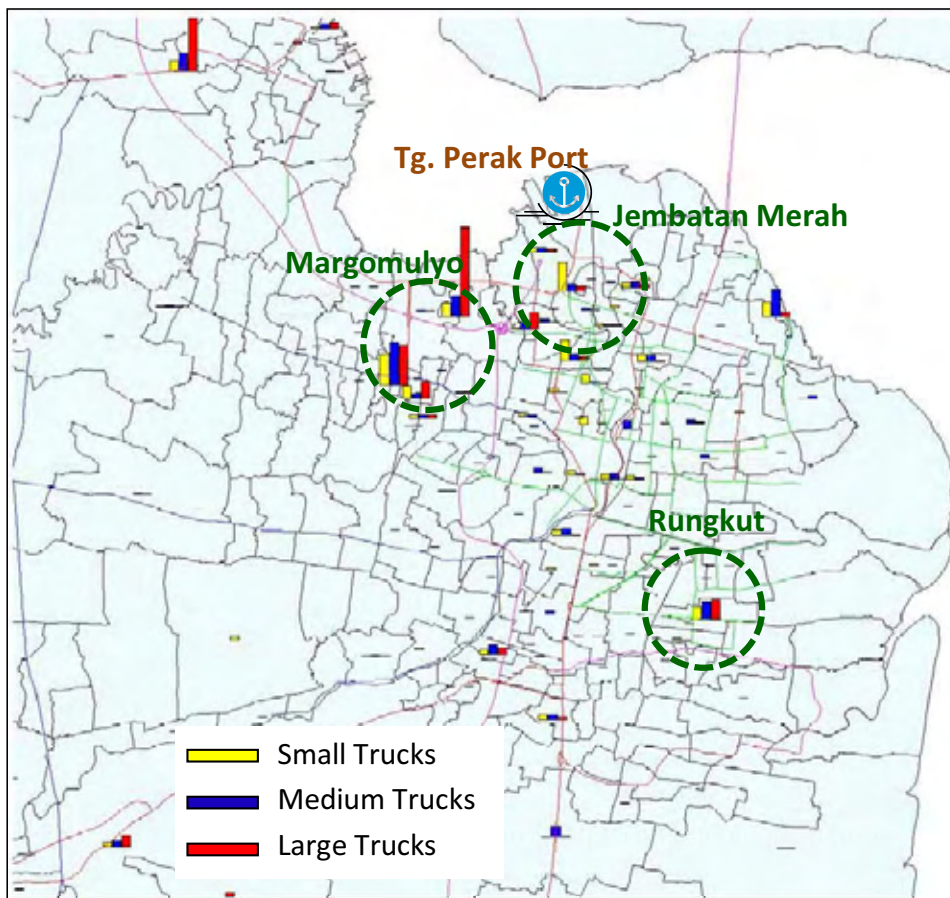 Tg. Perak Port
Jembatan Merah
Margomulyo
Rungkut
Small Trucks
Medium Trucks
Large Trucks